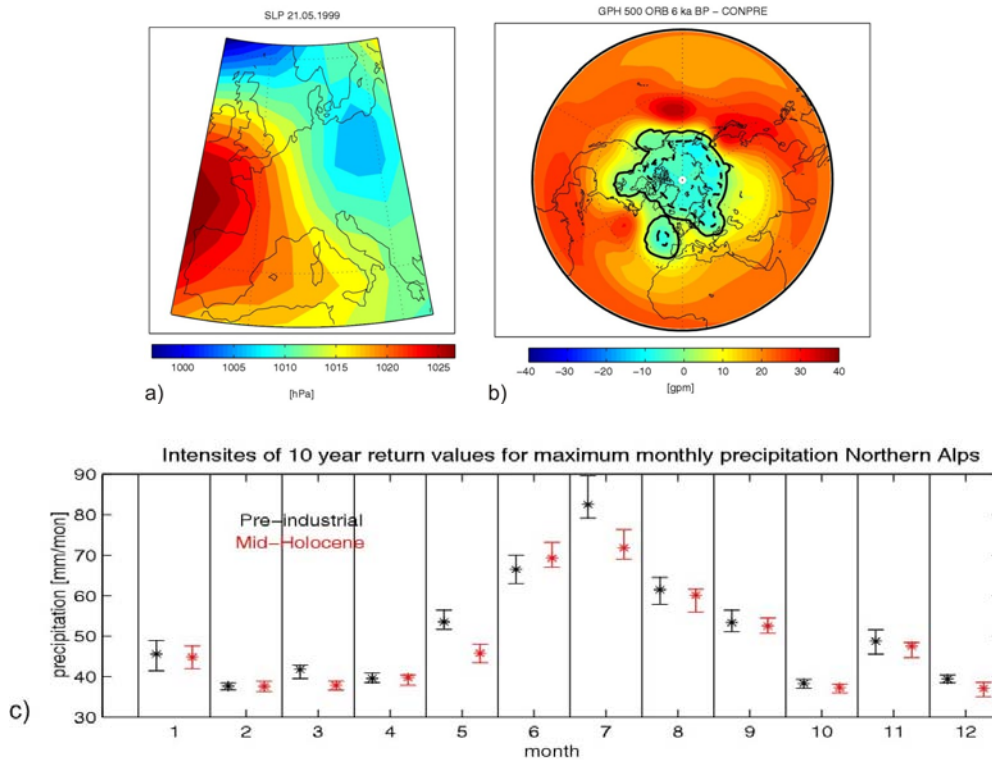 SLP 21.05.1999
GPH 500 ORB 6 ka BP − CONPRE
1000 1005 1010 1015 1020 1025
[hPa]
a)
−40 −30 −20 −10 0 10 20 30 40
[gpm]
b)
Intensites of 10 year return values for maximum monthly precipitation Northern Alps
precipitation [mm/mon]
90
80
70
60
50
40
30
Pre−industrial
Mid−Holocene
c)
1 2 3 4 5 6 7 8 9 10 11 12
month